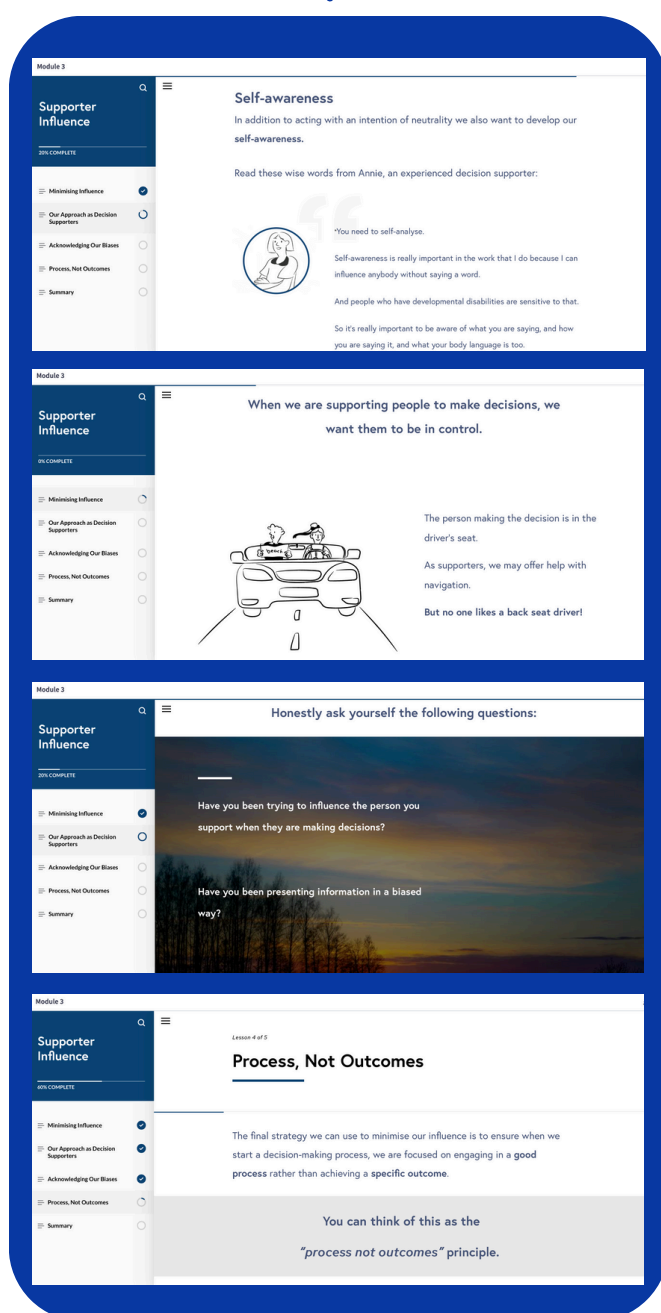 Module 3
Supporter
Influence
20% COMPLETE
Minimising Influence
Our Approach as Decision
Supporters
Acknowledging Our Biases
Process, Not Outcomes
Summary
Self-awareness
In addition to acting with an intention of neutrality we also want to develop our
self-awareness.
Read these wise words from Annie, an experienced decision supporter:
"You need to self-analyse.
Self-awareness is really important in the work that I do because I can
influence anybody without saying a word.
And people who have developmental disabilities are sensitive to that.
So it's really important to be aware of what you are saying, and how
you are saying it, and what your body language is too.
Module 3
Supporter
Influence
0% COMPLETE
Minimising Influence
Our Approach as Decision
Supporters
Acknowledging Our Biases
Process, Not Outcomes
Summary
When we are supporting people to make decisions, we
want them to be in control.
beach
The person making the decision is in the
driver's seat.
As supporters, we may offer help with
navigation.
But no one likes a back seat driver!
Module 3
Supporter
Influence
20% COMPLETE
Minimising Influence
Our Approach as Decision
Supporters
Acknowledging Our Biases
Process, Not Outcomes
Summary
Honestly ask yourself the following questions:
Have you been trying to influence the person you
support when they are making decisions?
Have you been presenting information in a biased
way?
Module 3
Supporter
Influence
60% COMPLETE
Minimising Influence
Our Approach as Decision
Supporters
Acknowledging Our Biases
Process, Not Outcomes
Summary
Lesson 4 of 5
Process, Not Outcomes
The final strategy we can use to minimise our influence is to ensure when we
start a decision-making process, we are focused on engaging in a good
process rather than achieving a specific outcome.
You can think of this as the
"process not outcomes" principle.